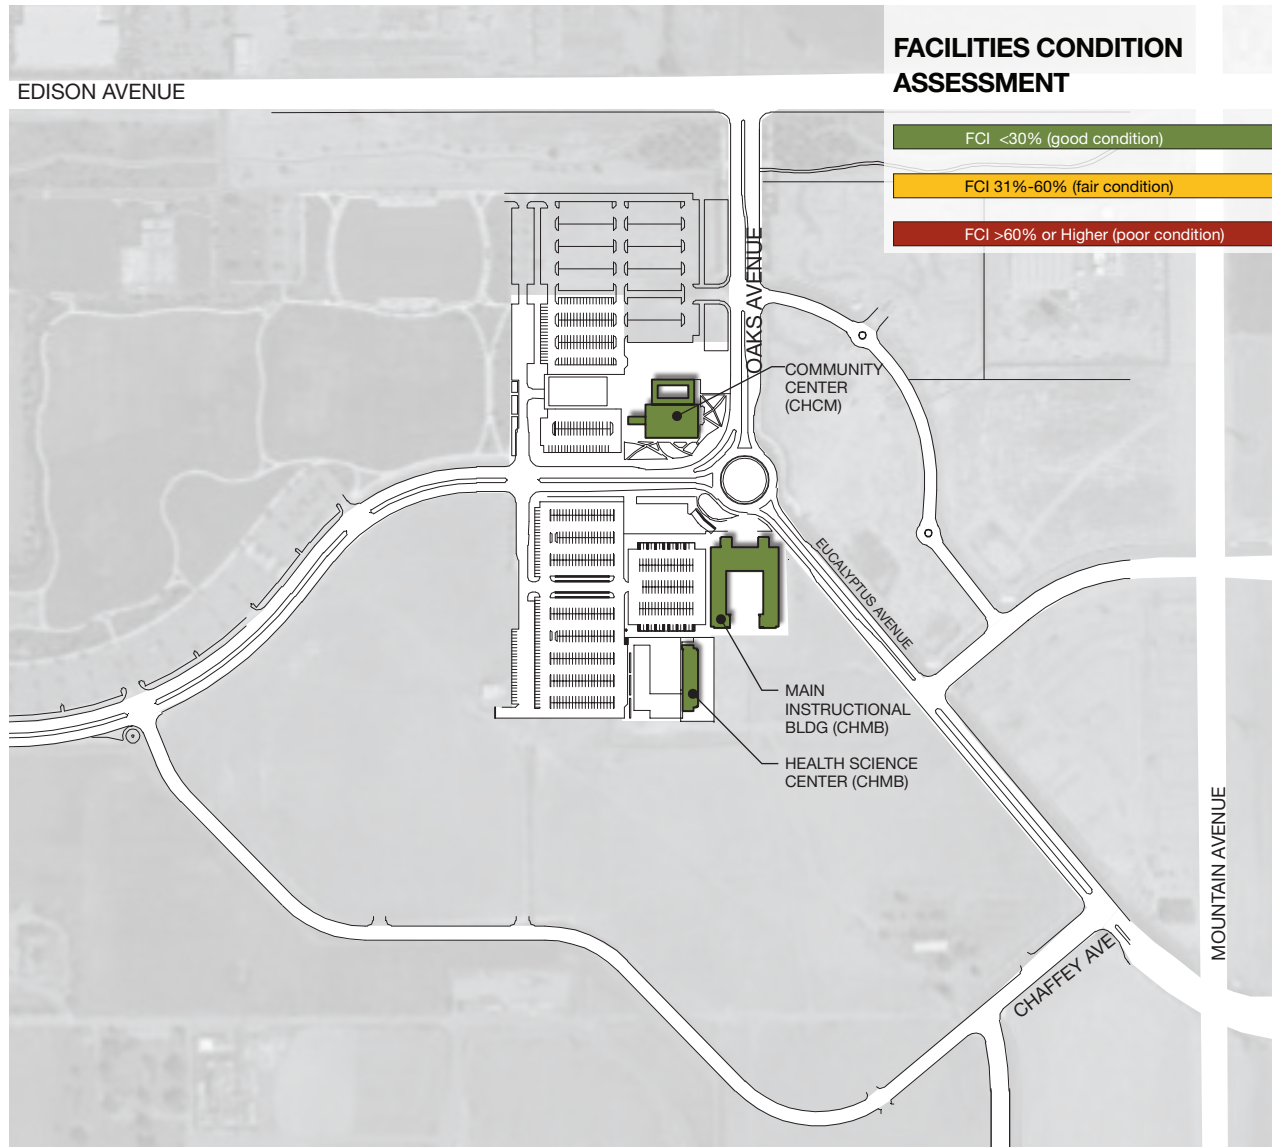 FACILITIES CONDITION
ASSESSMENT
EDISON AVENUE
FCI <30% (good condition)
FCI 31%-60% (fair condition)
FCI >60% or Higher (poor condition)
OAKS AVENUE
COMMUNITY
CENTER
(CHCM)
EUCALYPTUS AVENUE
MAIN
INSTRUCTIONAL
BLDG (CHMB)
HEALTH SCIENCE
CENTER (CHMB)
MOUNTAIN AVENUE
CHAFFEY AVE